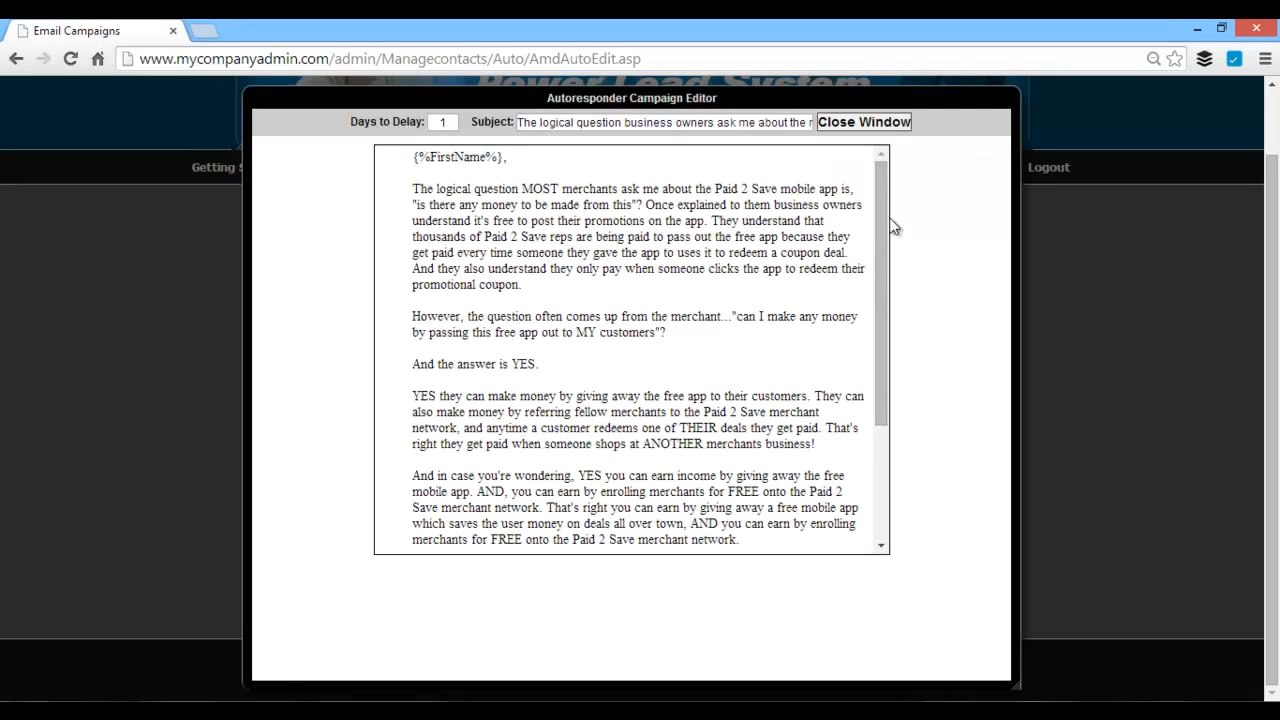 Email Campaigns
www.mycompanyadmin.com/admin/Managecontacts/Auto/AmdAutoEdit.asp
Power Lead System
Autoresponder Campaign Editor
Days to Delay: 1 Subject: The logical question business owners ask me about the r Close Window
Getting S
Logout
{%FirstName%},
The logical question MOST merchants ask me about the Paid 2 Save mobile app is,
"is there any money to be made from this"? Once explained to them business owners
understand it's free to post their promotions on the app. They understand that
thousands of Paid 2 Save reps are being paid to pass out the free app because they
get paid every time someone they gave the app to uses it to redeem a coupon deal.
And they also understand they only pay when someone clicks the app to redeem their
promotional coupon.
However, the question often comes up from the merchant..."can I make any money
by passing this free app out to MY customers"?
And the answer is YES.
YES they can make money by giving away the free app to their customers. They can
also make money by referring fellow merchants to the Paid 2 Save merchant
network, and anytime a customer redeems one of THEIR deals they get paid. That's
right they get paid when someone shops at ANOTHER merchants business!
And in case you're wondering, YES you can earn income by giving away the free
mobile app. AND, you can earn by enrolling merchants for FREE onto the Paid 2
Save merchant network. That's right you can earn by giving away a free mobile app
which saves the user money on deals all over town, AND you can earn by enrolling
merchants for FREE onto the Paid 2 Save merchant network.